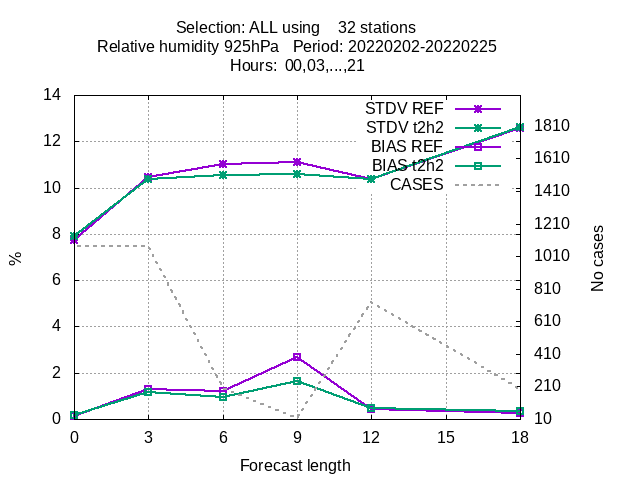 Selection: ALL using    32 stations
Relative humidity 925hPa   Period: 20220202-20220225
Hours:  00,03,...,21
14
12
10
8
6
4
2
0
%
STDV REF
STDV t2h2
BIAS REF
BIAS t2h2
CASES
1810
1610
1410
1210
1010
810
610
410
210
10
No cases
0 3 6 9 12 15 18
Forecast length